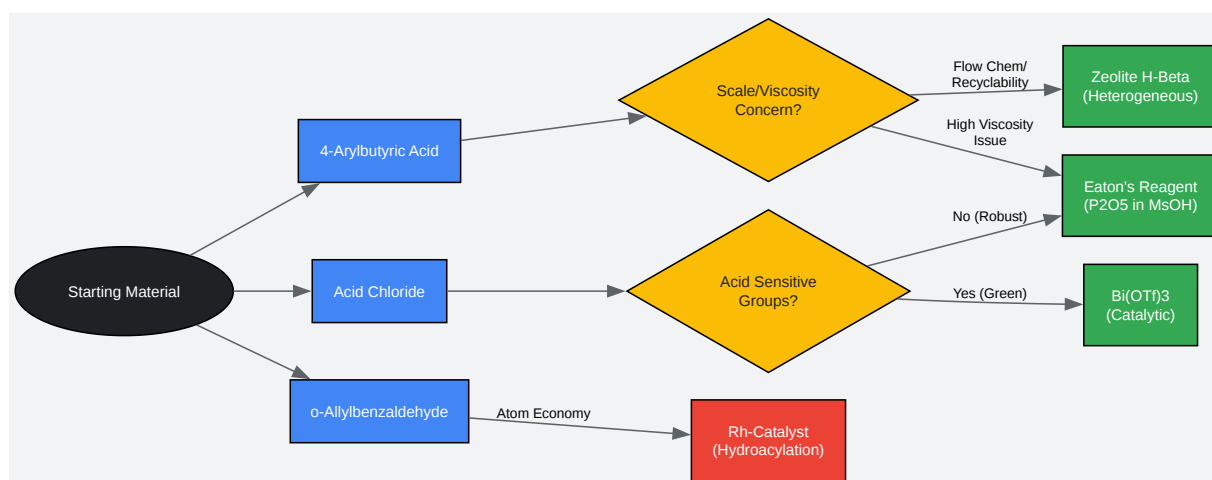 Starting Material
4-Arylbutyric Acid
Acid Chloride
o-Allylbenzaldehyde
Scale/Viscosity
Concern?
Acid Sensitive
Groups?
Atom Economy
Rh-Catalyst
(Hydroacylation)
Flow Chem/
Recyclability
High Viscosity
Issue
No (Robust)
Yes (Green)
Zeolite H-Beta
(Heterogeneous)
Eaton's Reagent
(P2O5 in MsOH)
Bi(OTf)3
(Catalytic)